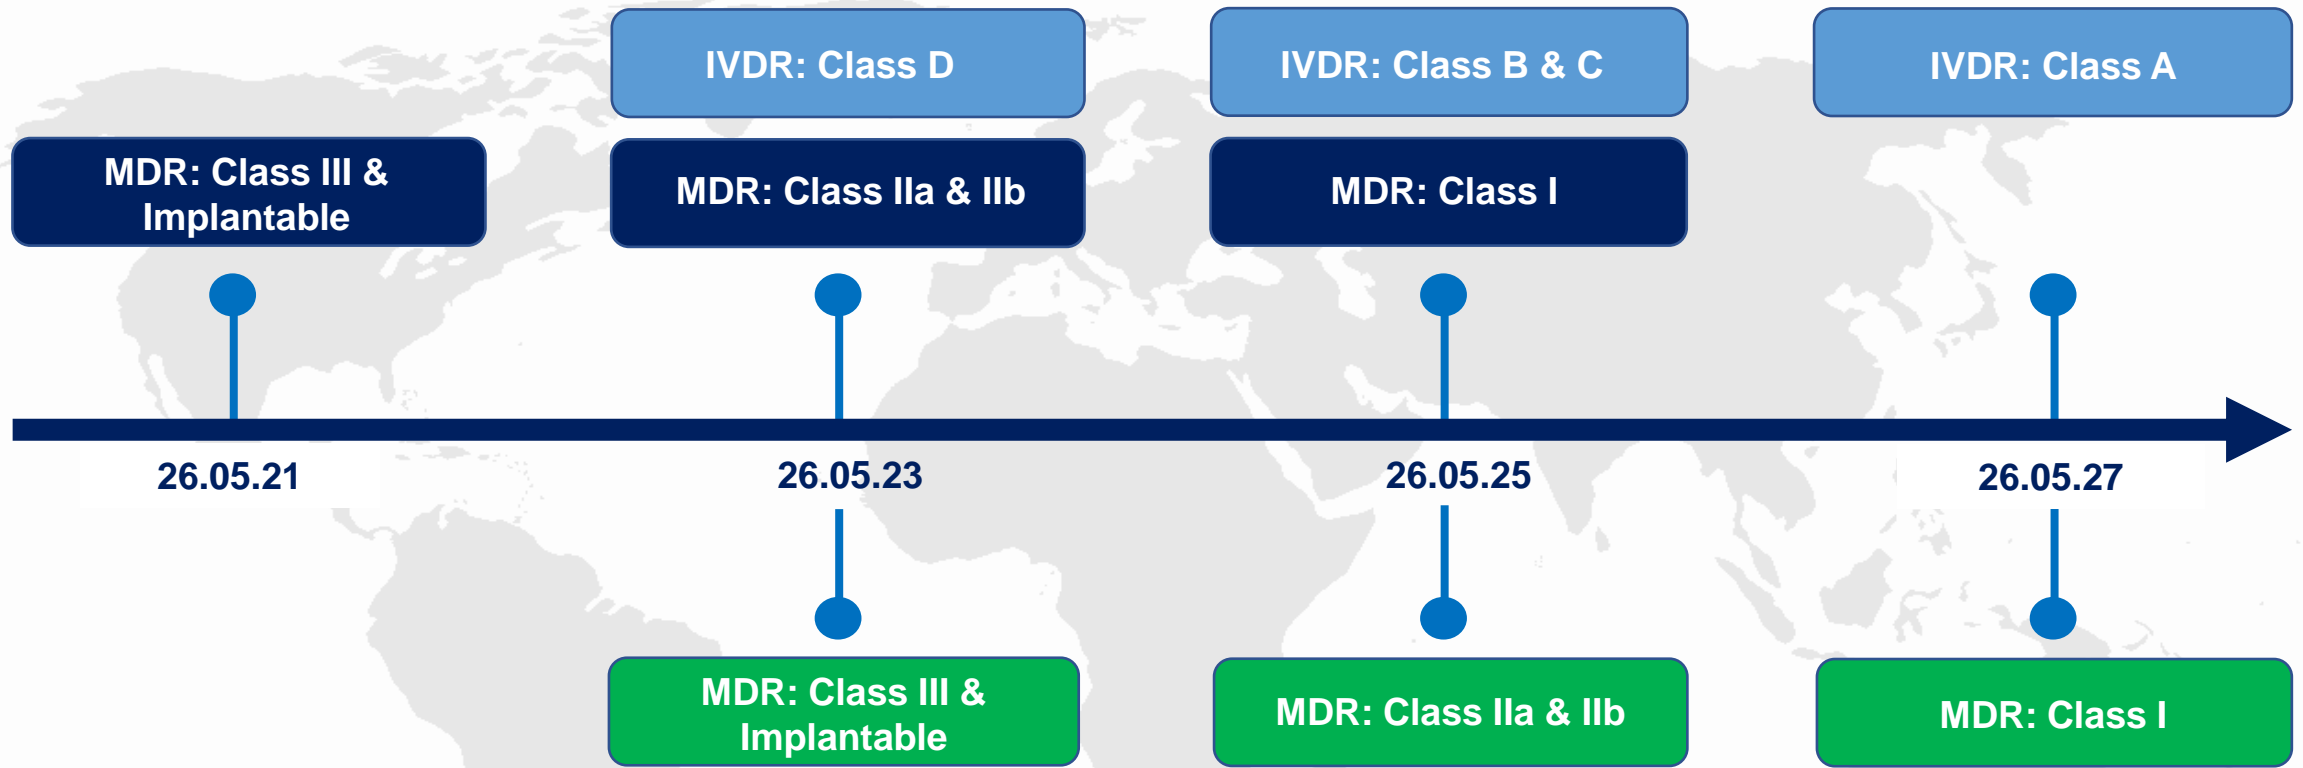 IVDR: Class D
IVDR: Class B & C
IVDR: Class A
MDR: Class III &
Implantable
MDR: Class IIa & IIb
MDR: Class I
26.05.21
26.05.23
26.05.25
26.05.27
MDR: Class III &
Implantable
MDR: Class IIa & IIb
MDR: Class I